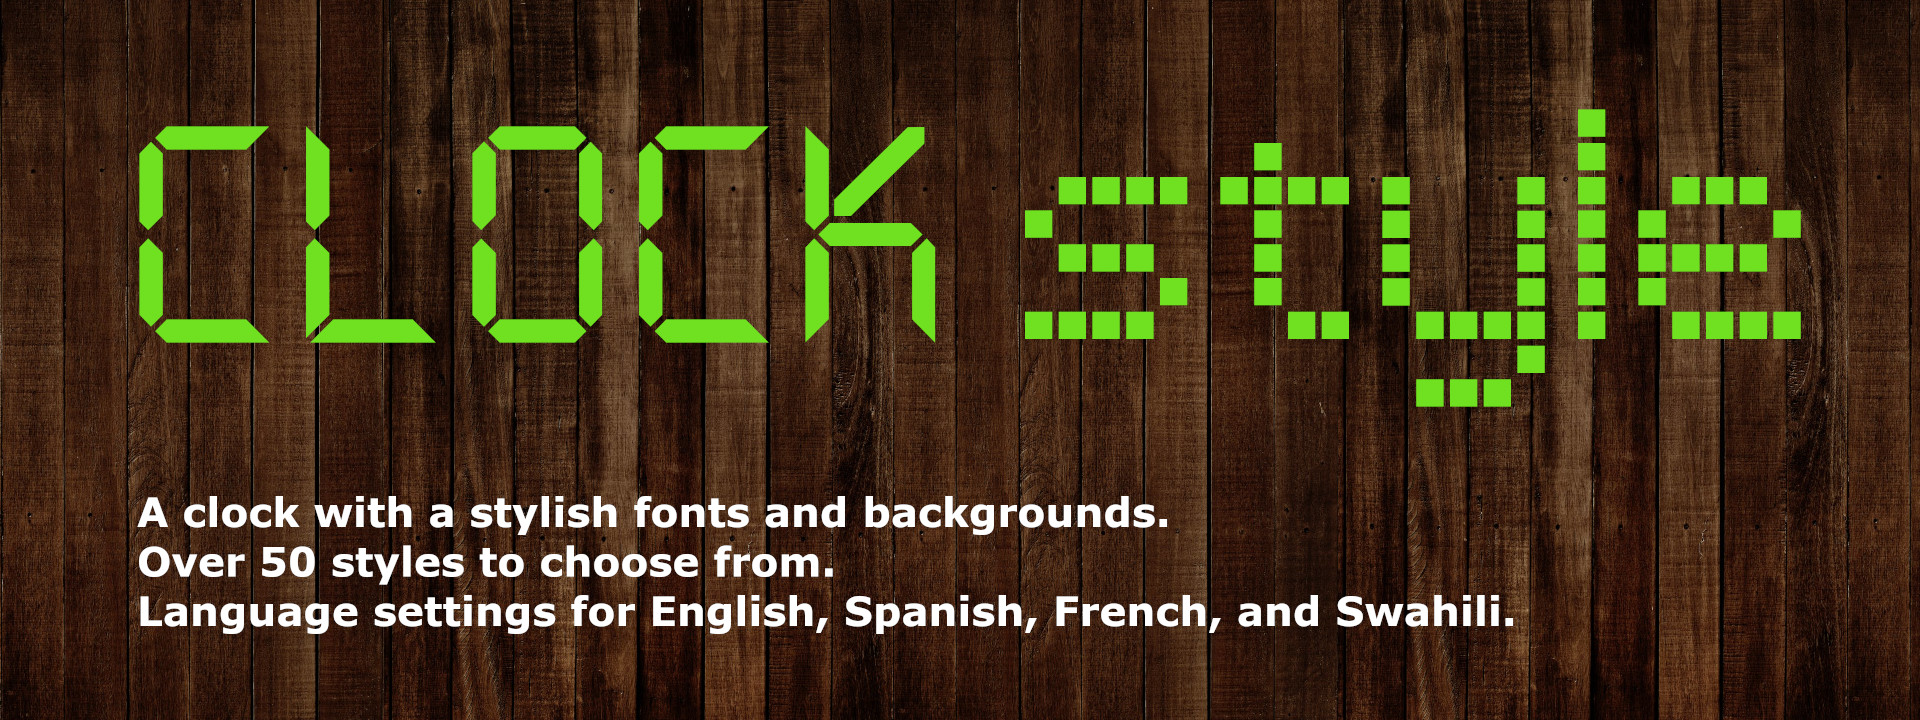 CLOCK style
A clock with a stylish fonts and backgrounds.
Over 50 styles to choose from.
Language settings for English, Spanish, French, and Swahili.